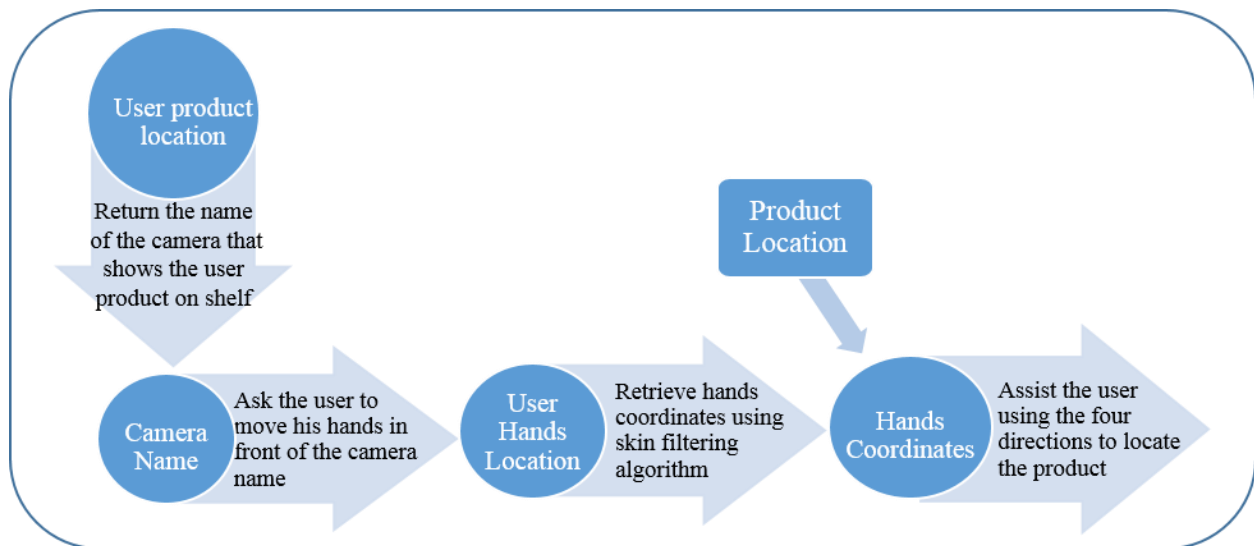 User product
location
Return the name
of the camera that
shows the user
product on shelf
Camera
Name
Ask the user to
move his hands in
front of the camera
name
User
Hands
Location
Retrieve hands
coordinates using
skin filtering
algorithm
Product
Location
Hands
Coordinates
Assist the user
using the four
directions to locate
the product